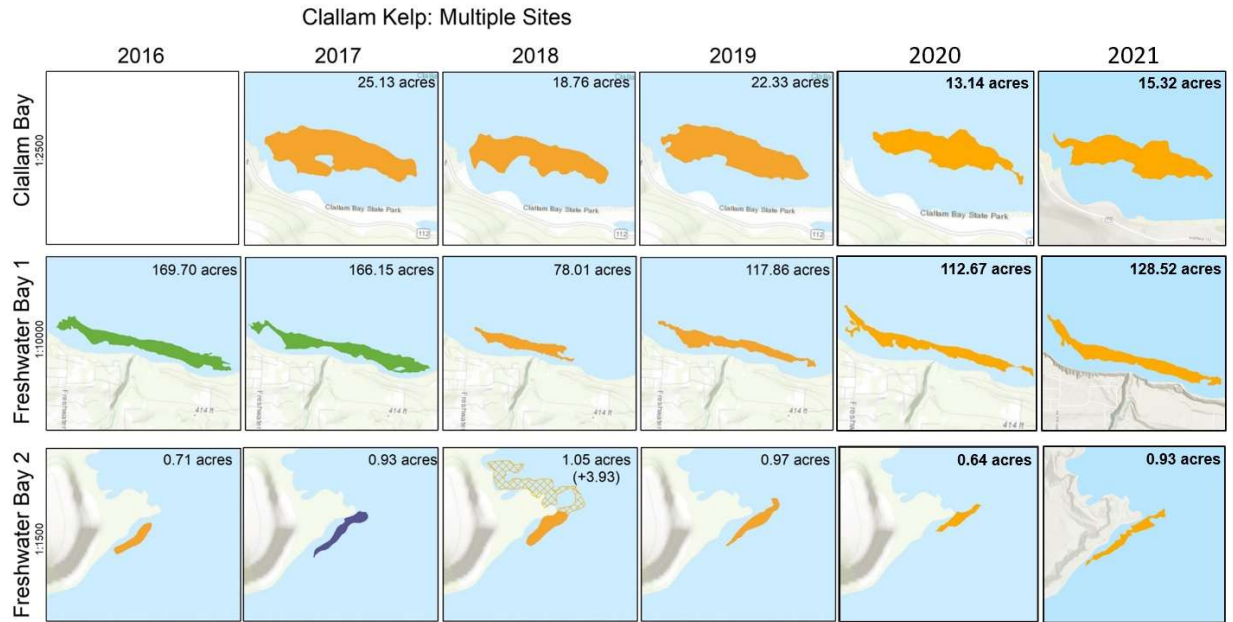 Clallam Kelp: Multiple Sites
2016 2017 2018 2019 2020 2021
Clallam Bay
1:2500
25.13 acres
18.76 acres
22.33 acres
13.14 acres
15.32 acres
Clallam Bay State Park
112
Clallam Bay State Park
112
Clallam Bay State Park
112
Clallam Bay State Park
Freshwater Bay 1
1:10000
169.70 acres
166.15 acres
78.01 acres
117.86 acres
112.67 acres
128.52 acres
Freshwater
414 ft
Freshwater
414 ft
Freshwater
414 ft
Freshwater
414 ft
Freshwater
414 ft
Freshwater Bay 2
1:1500
0.71 acres
0.93 acres
1.05 acres
(+3.93)
0.97 acres
0.64 acres
0.93 acres